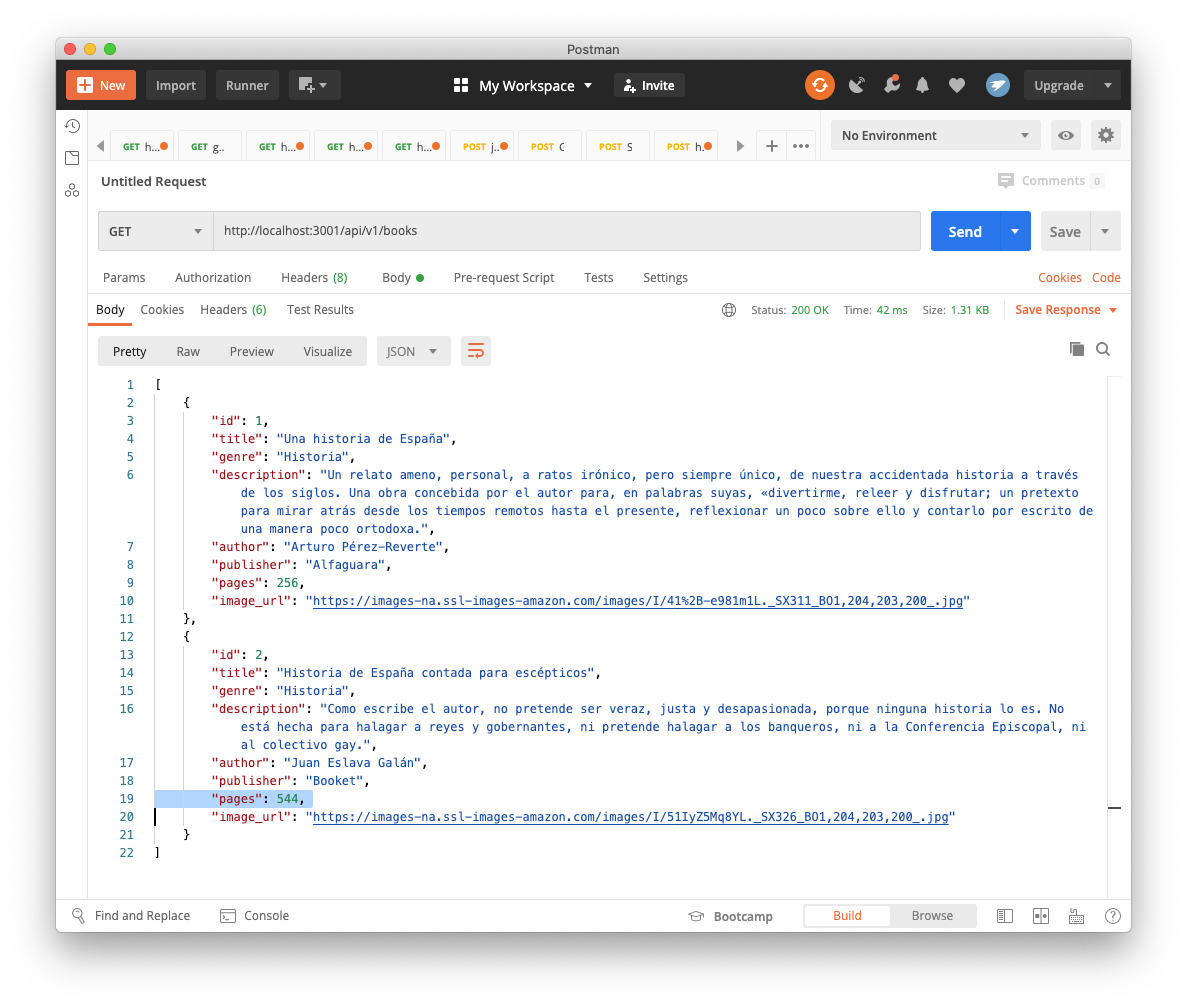 Postman
New Import Runner My Workspace Invite Upgrade
GET h... GET g.. GET h... GET h... GET h... POST j.. POST POST S POST h. No Environment
Untitled Request Comments 0
GET http://localhost:3001/api/v1/books Send Save
Params Authorization Headers (8) Body Pre-request Script Tests Settings Cookies Code
Body Cookies Headers (6) Test Results Status: 200 OK Time: 42 ms Size: 1.31 KB Save Response
Pretty Raw Preview Visualize JSON
1 [
2 {
3 "id": 1,
4 "title": "Una historia de España",
5 "genre": "Historia",
6 "description": "Un relato ameno, personal, a ratos irónico, pero siempre único, de nuestra accidentada historia a través
de los siglos. Una obra concebida por el autor para, en palabras suyas, «divertirme, releer y disfrutar; un pretexto
para mirar atrás desde los tiempos remotos hasta el presente, reflexionar un poco sobre ello y contarlo por escrito de
una manera poco ortodoxa.",
7 "author": "Arturo Pérez-Reverte",
8 "publisher": "Alfaguara",
9 "pages": 256,
10 "image_url": "https://images-na.ssl-images-amazon.com/images/I/41%2B-e981m1L._SX311_BO1,204,203,200_.jpg"
11 },
12 {
13 "id": 2,
14 "title": "Historia de España contada para escépticos",
15 "genre": "Historia",
16 "description": "Como escribe el autor, no pretende ser veraz, justa y desapasionada, porque ninguna historia lo es. No
está hecha para halagar a reyes y gobernantes, ni pretende halagar a los banqueros, ni a la Conferencia Episcopal, ni
al colectivo gay.",
17 "author": "Juan Eslava Galán",
18 "publisher": "Booket",
19 "pages": 544,
20 "image_url": "https://images-na.ssl-images-amazon.com/images/I/51IyZ5Mq8YL._SX326_BO1,204,203,200_.jpg"
21 }
22 ]
Find and Replace Console Bootcamp Build Browse